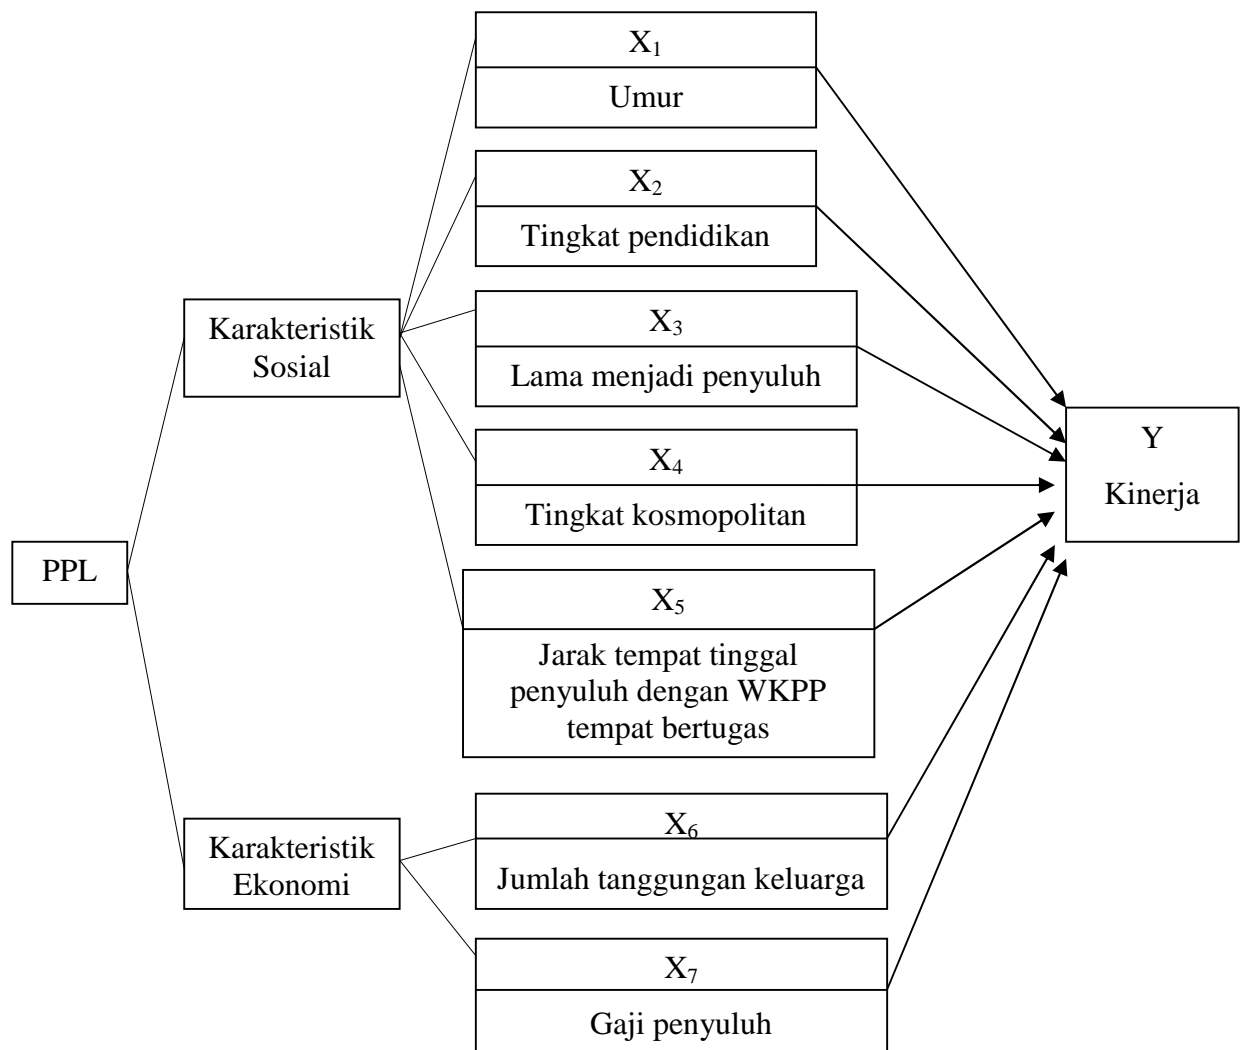 X₁
Umur
X₂
Tingkat pendidikan
Karakteristik
Sosial
X₃
Lama menjadi penyuluh
X₄
Tingkat kosmopolitan
Y
Kinerja
PPL
X₅
Jarak tempat tinggal
penyuluh dengan WKPP
tempat bertugas
Karakteristik
Ekonomi
X₆
Jumlah tanggungan keluarga
X₇
Gaji penyuluh